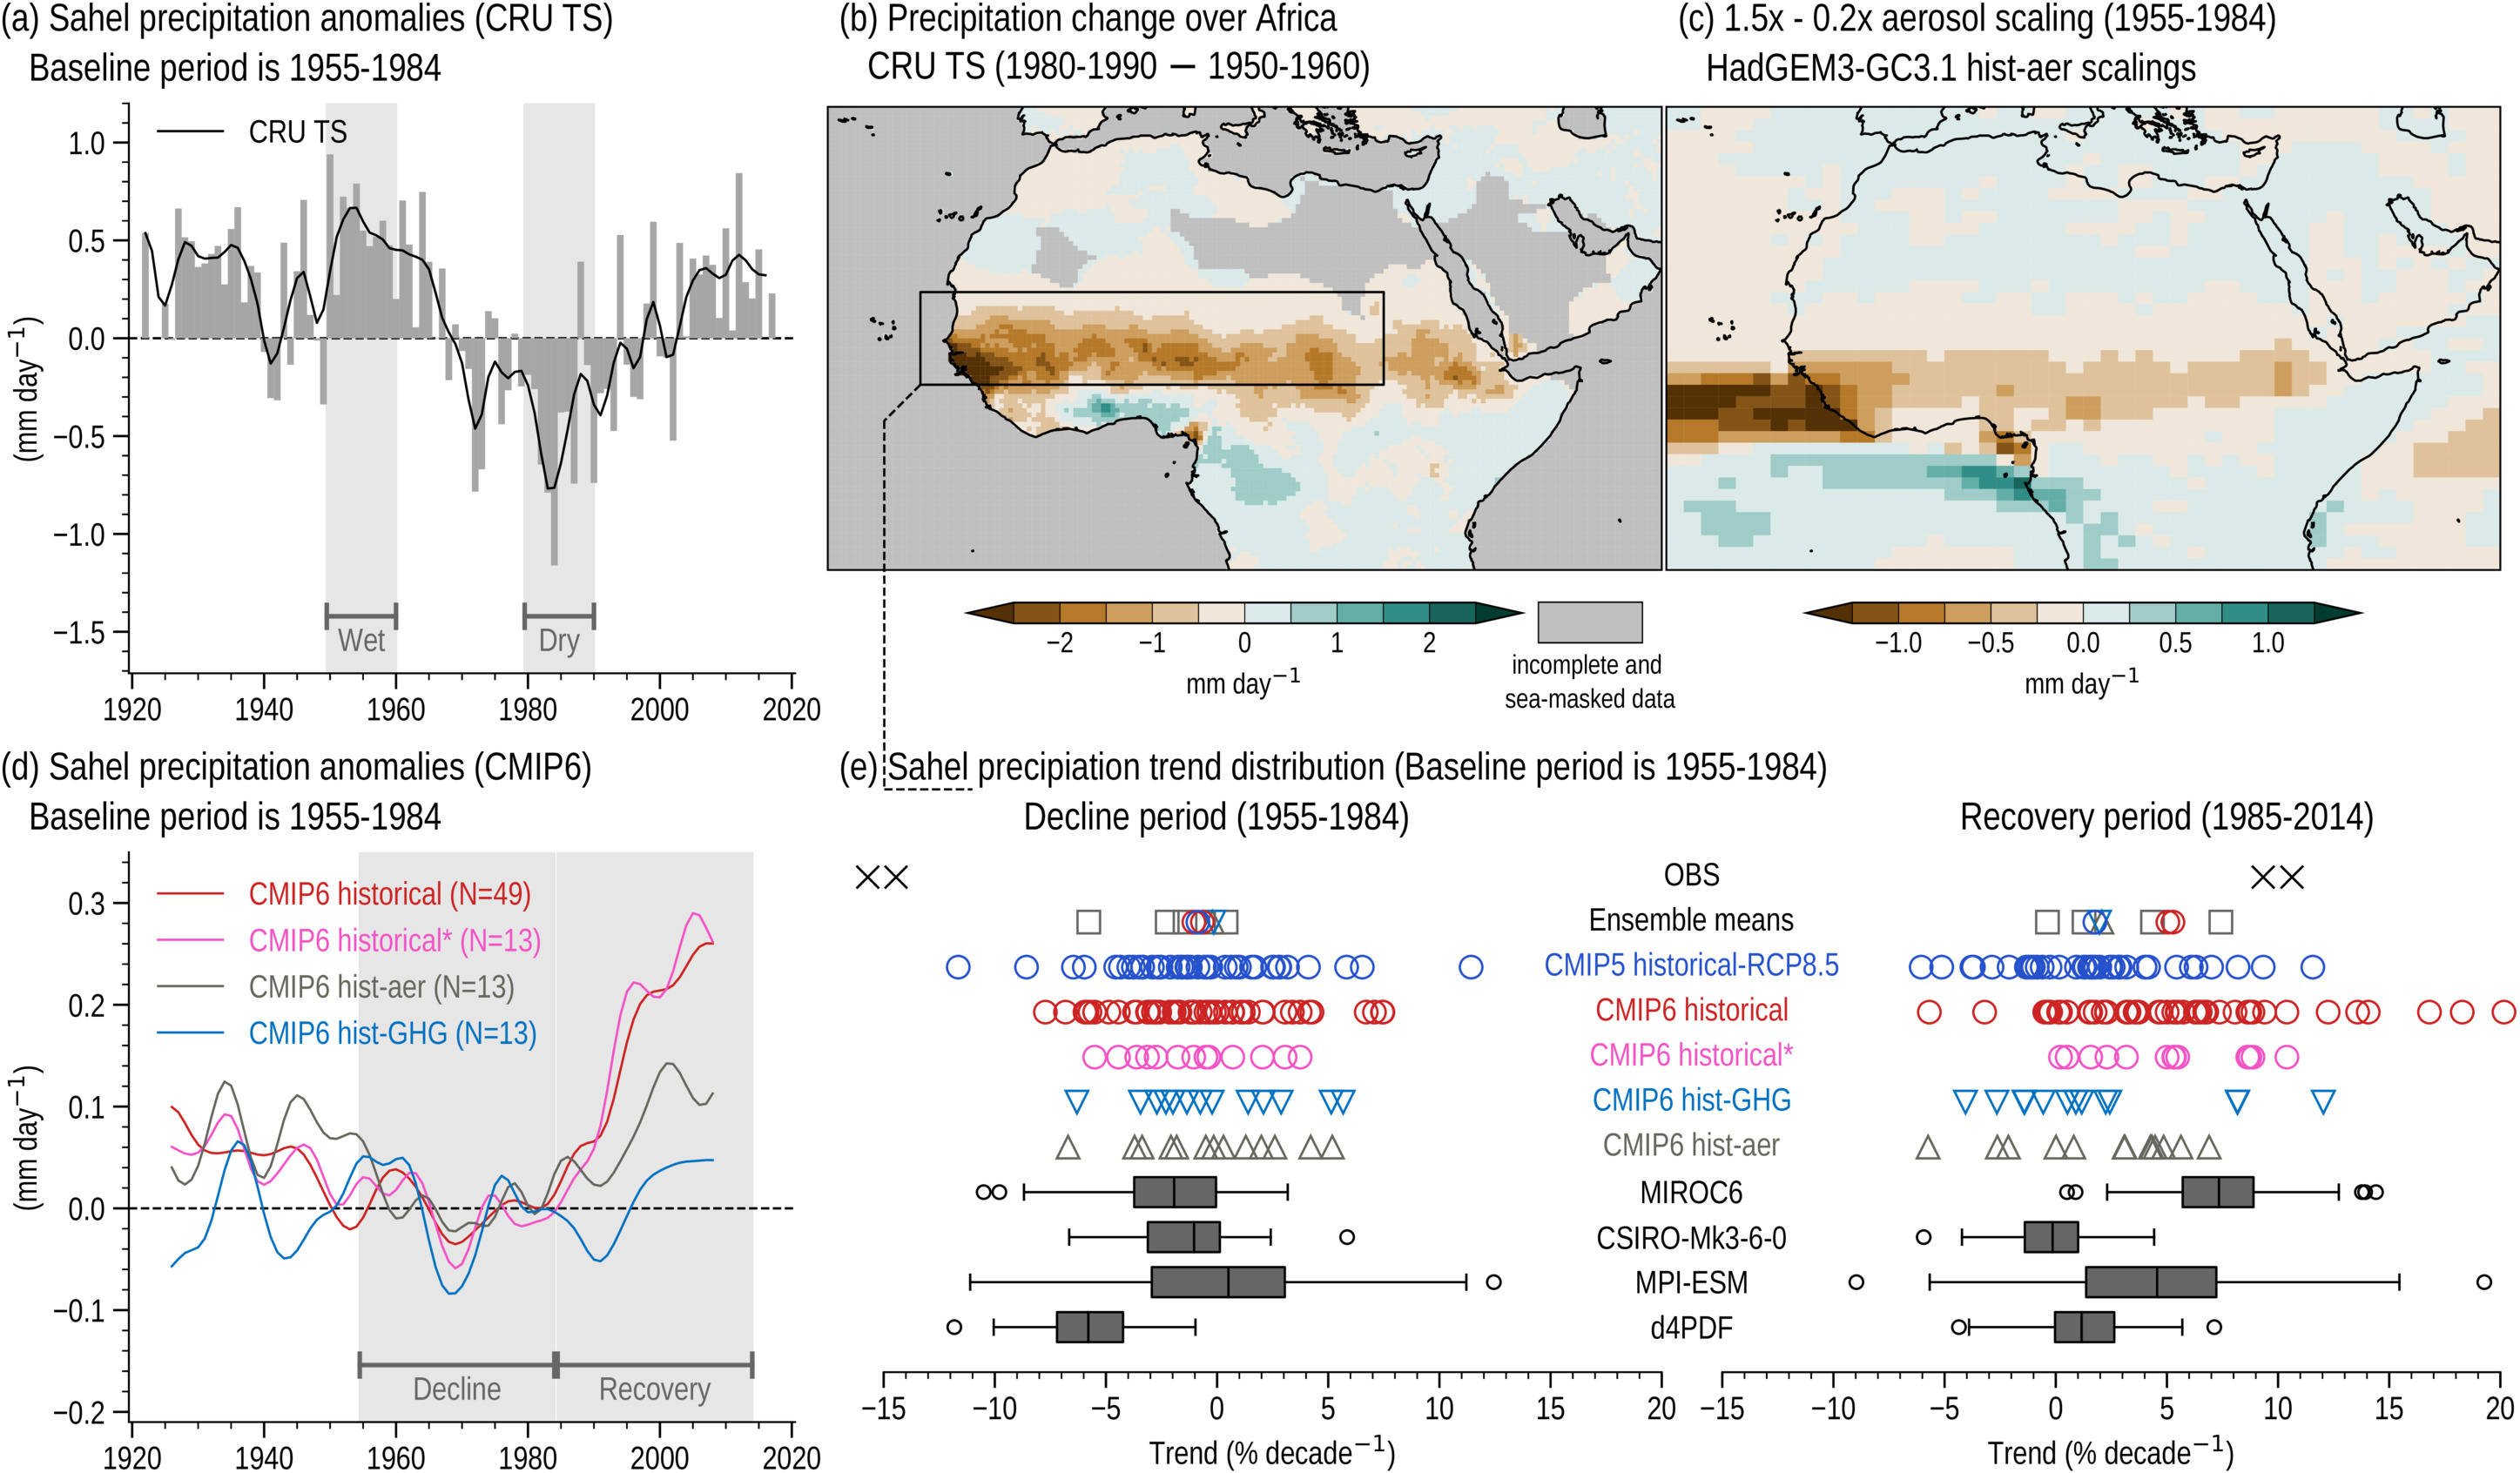 (a) Sahel precipitation anomalies (CRU TS)
Baseline period is 1955-1984
CRU TS
1.0
0.5
0.0
−0.5
−1.0
−1.5
(mm day−1)
Wet
Dry
1920 1940 1960 1980 2000 2020
(b) Precipitation change over Africa
CRU TS (1980-1990 − 1950-1960)
−2 −1 0 1 2
mm day−1
incomplete and
sea-masked data
(c) 1.5x - 0.2x aerosol scaling (1955-1984)
HadGEM3-GC3.1 hist-aer scalings
−1.0 −0.5 0.0 0.5 1.0
mm day−1
(d) Sahel precipitation anomalies (CMIP6)
Baseline period is 1955-1984
CMIP6 historical (N=49)
CMIP6 historical* (N=13)
CMIP6 hist-aer (N=13)
CMIP6 hist-GHG (N=13)
0.3
0.2
0.1
0.0
−0.1
−0.2
(mm day−1)
Decline
Recovery
1920 1940 1960 1980 2000 2020
(e) Sahel precipiation trend distribution (Baseline period is 1955-1984)
Decline period (1955-1984)
Recovery period (1985-2014)
OBS
Ensemble means
CMIP5 historical-RCP8.5
CMIP6 historical
CMIP6 historical*
CMIP6 hist-GHG
CMIP6 hist-aer
MIROC6
CSIRO-Mk3-6-0
MPI-ESM
d4PDF
−15 −10 −5 0 5 10 15 20
Trend (% decade−1)
−15 −10 −5 0 5 10 15 20
Trend (% decade−1)